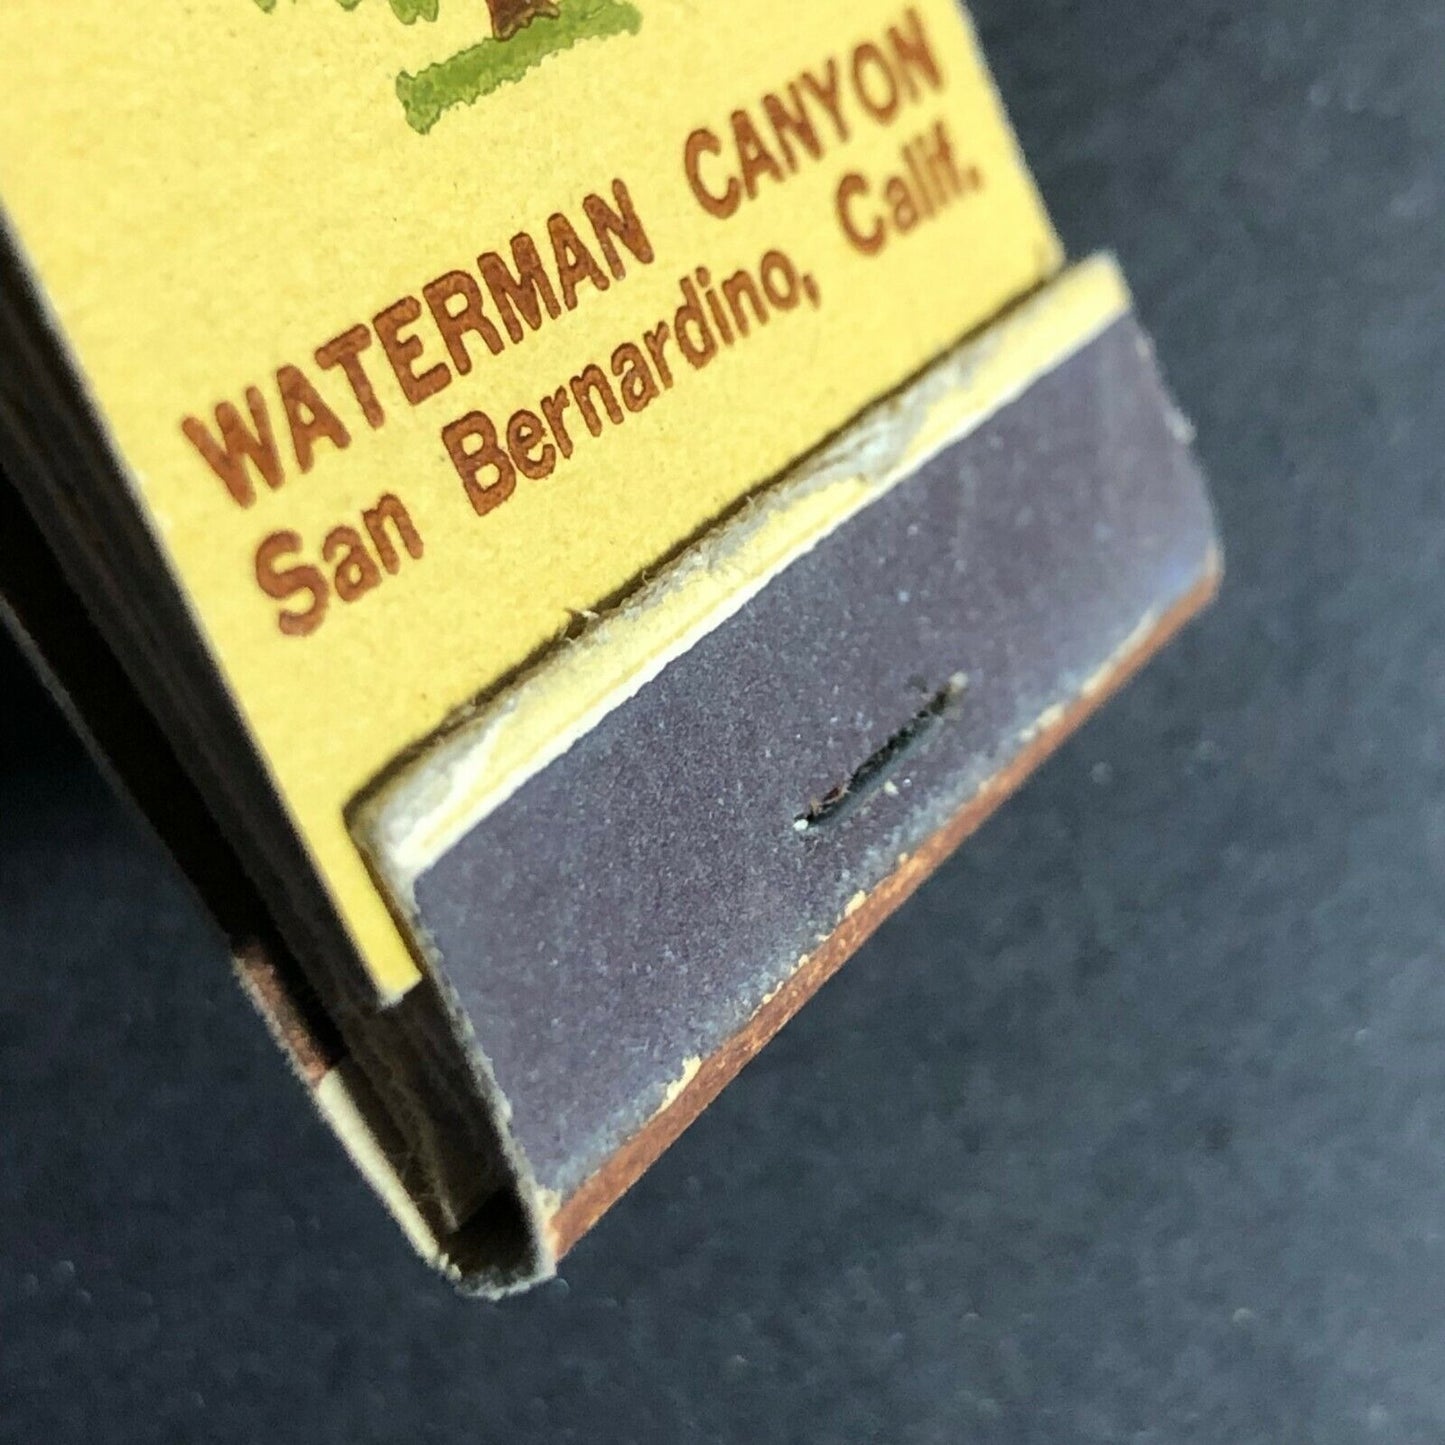 WATERMAN CANYON
San Bernardino, Calif.